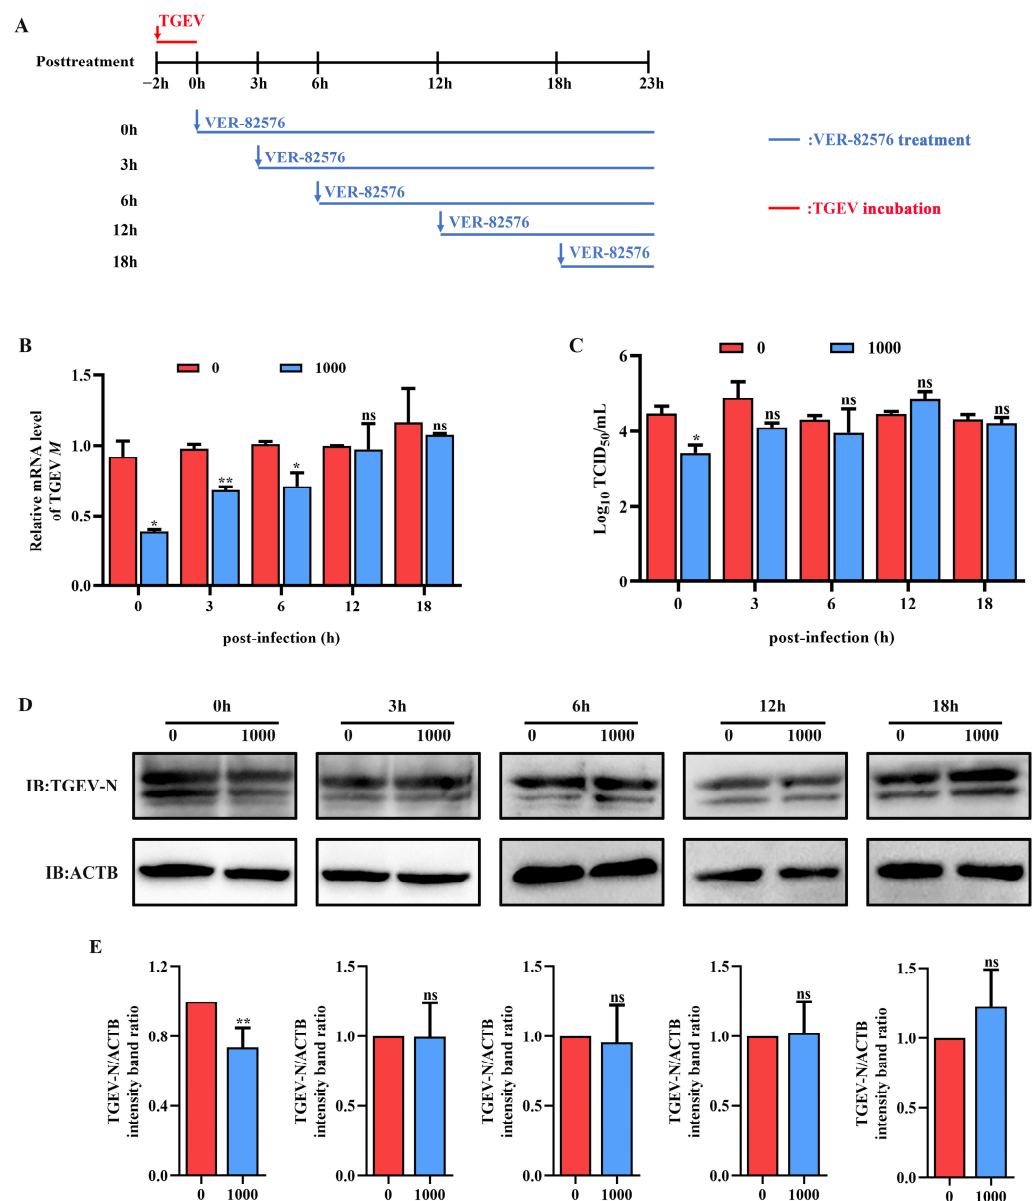 A
TGEV
Posttreatment
−2h 0h 3h 6h 12h 18h 23h
0h VER-82576
:VER-82576 treatment
3h VER-82576
6h VER-82576
:TGEV incubation
12h VER-82576
18h VER-82576
B
0 1000
Relative mRNA level
of TGEV M
1.5
1.0
0.5
0.0
* ** * ns ns
0 3 6 12 18
post-infection (h)
C
0 1000
Log10 TCID50/mL
6
4
2
0
* ns ns ns ns
0 3 6 12 18
post-infection (h)
D
0h 3h 6h 12h 18h
0 1000 0 1000 0 1000 0 1000 0 1000
IB:TGEV-N
IB:ACTB
E
TGEV-N/ACTB
intensity band ratio
1.2
0.8
0.4
0.0
**
0 1000
TGEV-N/ACTB
intensity band ratio
1.5
1.0
0.5
0.0
ns
0 1000
TGEV-N/ACTB
intensity band ratio
1.5
1.0
0.5
0.0
ns
0 1000
TGEV-N/ACTB
intensity band ratio
1.5
1.0
0.5
0.0
ns
0 1000
TGEV-N/ACTB
intensity band ratio
1.5
1.0
0.5
0.0
ns
0 1000